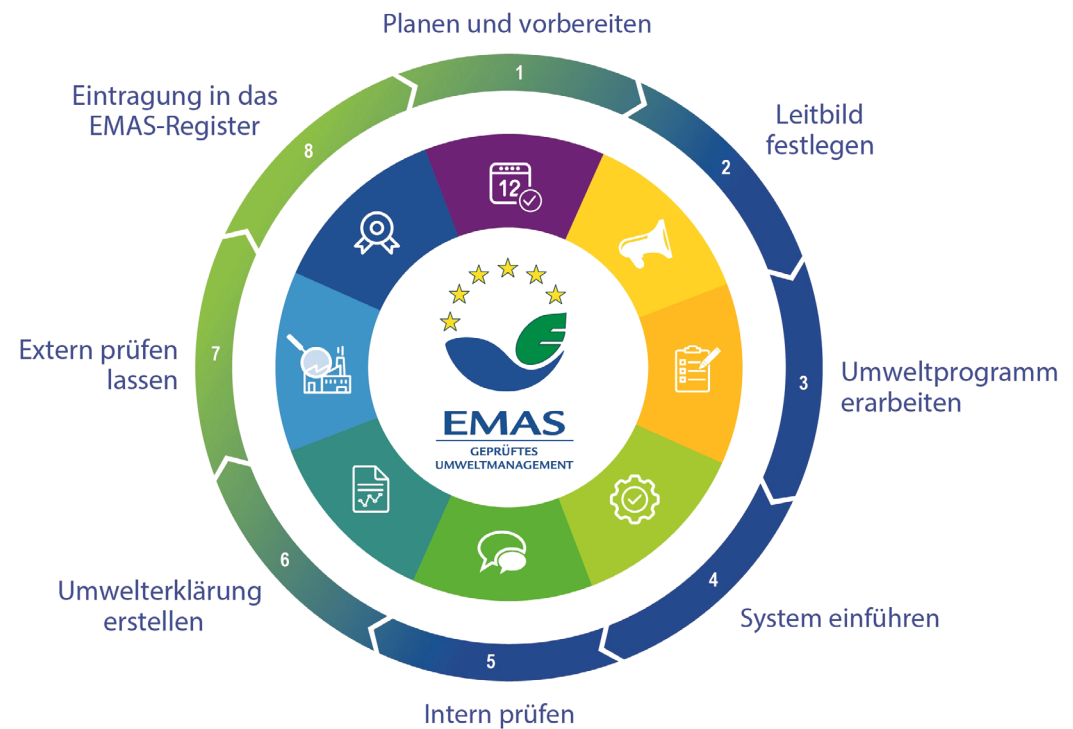 Planen und vorbereiten
1
Leitbild
festlegen
2
Umweltprogramm
erarbeiten
3
System einführen
4
Intern prüfen
5
Umwelterklärung
erstellen
6
Extern prüfen
lassen
7
Eintragung in das
EMAS-Register
8
12
EMAS
GEPRÜFTES
UMWELTMANAGEMENT